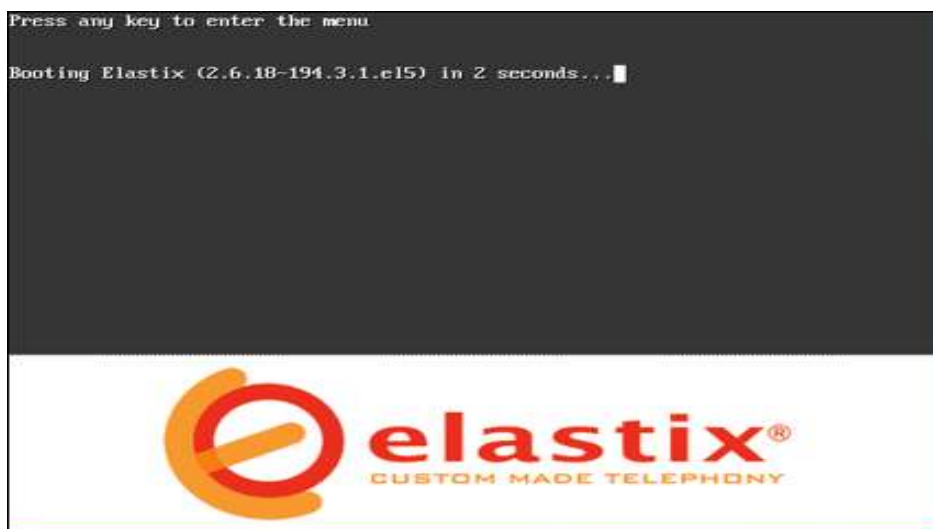 Press any key to enter the menu
Booting Elastix (2.6.18-194.3.1.el5) in 2 seconds...
elastix®
CUSTOM MADE TELEPHONY